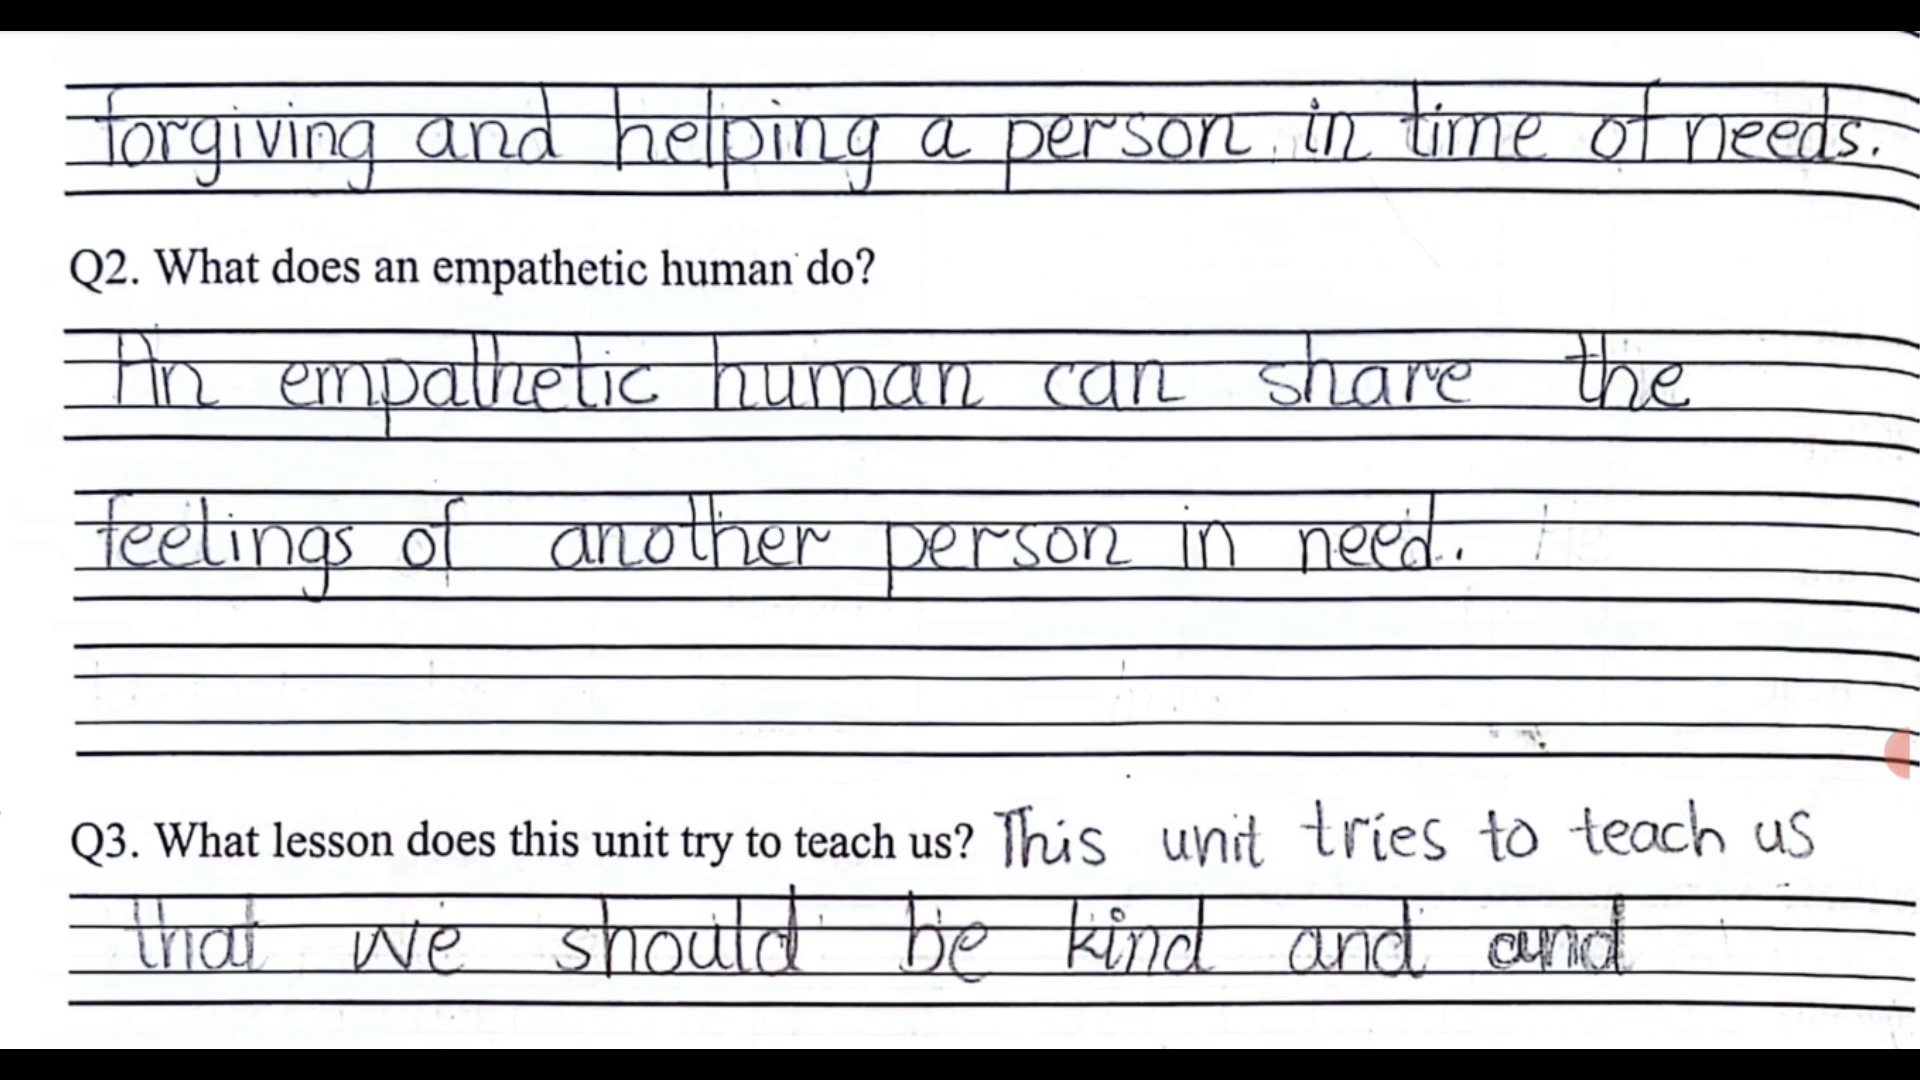 forgiving and helping a person in time of needs.
Q2. What does an empathetic human do?
An empathetic human can share the
feelings of another person in need.
Q3. What lesson does this unit try to teach us? This unit tries to teach us
that we should be kind and and